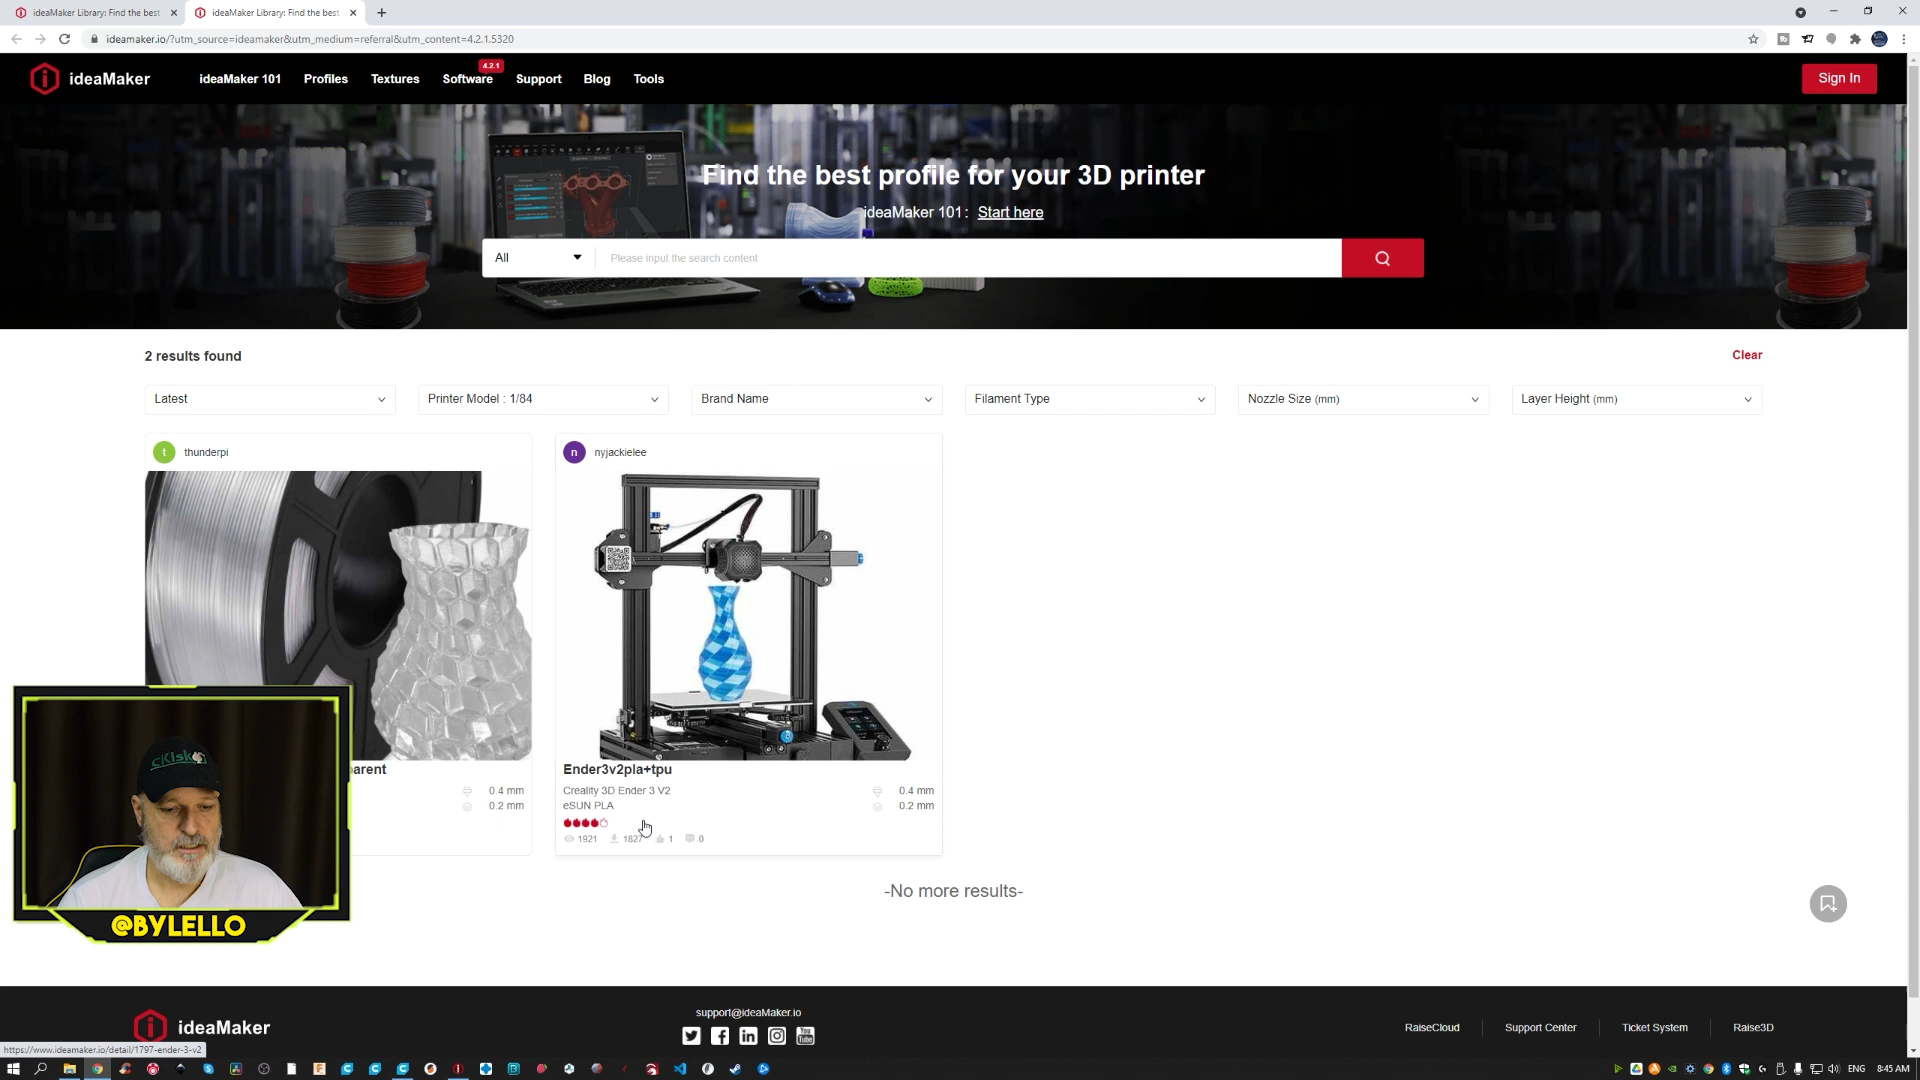 ideaMaker Library: Find the best
ideaMaker Library: Find the best
ideamaker.io/?utm_source=ideamaker&utm_medium=referral&utm_content=4.2.1.5320
ideaMaker
ideaMaker 101
Profiles
Textures
Software
4.2.1
Support
Blog
Tools
Sign In
Find the best profile for your 3D printer
ideaMaker 101: Start here
All
Please input the search content
2 results found
Clear
Latest
Printer Model : 1/84
Brand Name
Filament Type
Nozzle Size (mm)
Layer Height (mm)
t thunderpi
n nyjackielee
arent
0.4 mm
0.2 mm
Ender3v2pla+tpu
Creality 3D Ender 3 V2
0.4 mm
eSUN PLA
0.2 mm
1921 1827 1 0
-No more results-
@BYLELLO
ideaMaker
support@ideaMaker.io
RaiseCloud
Support Center
Ticket System
Raise3D
https://www.ideamaker.io/detail/1797-ender-3-v2
ENG
8:45 AM